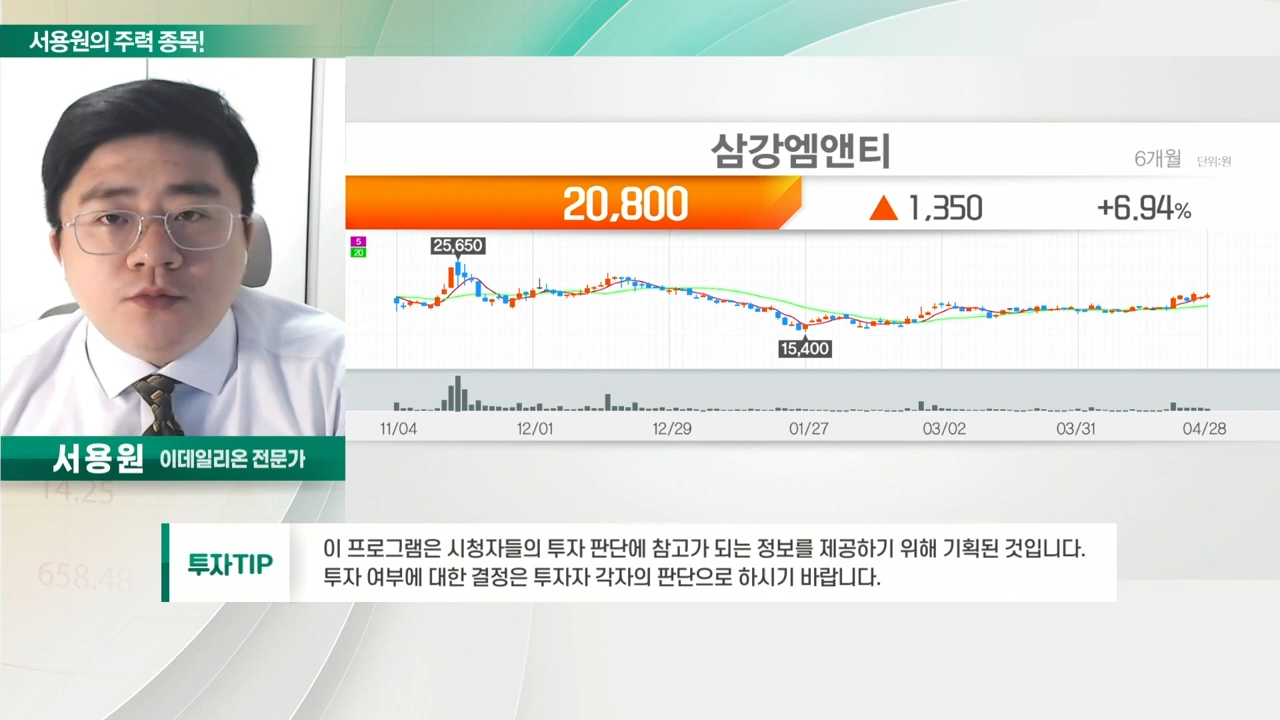 서용원의 주력 종목!
삼강엠앤티
6개월 단위:원
20,800 ▲ 1,350 +6.94%
5
20
25,650
15,400
11/04 12/01 12/29 01/27 03/02 03/31 04/28
서용원 이데일리온 전문가
14.25
658.48
투자TIP
이 프로그램은 시청자들의 투자 판단에 참고가 되는 정보를 제공하기 위해 기획된 것입니다.
투자 여부에 대한 결정은 투자자 각자의 판단으로 하시기 바랍니다.